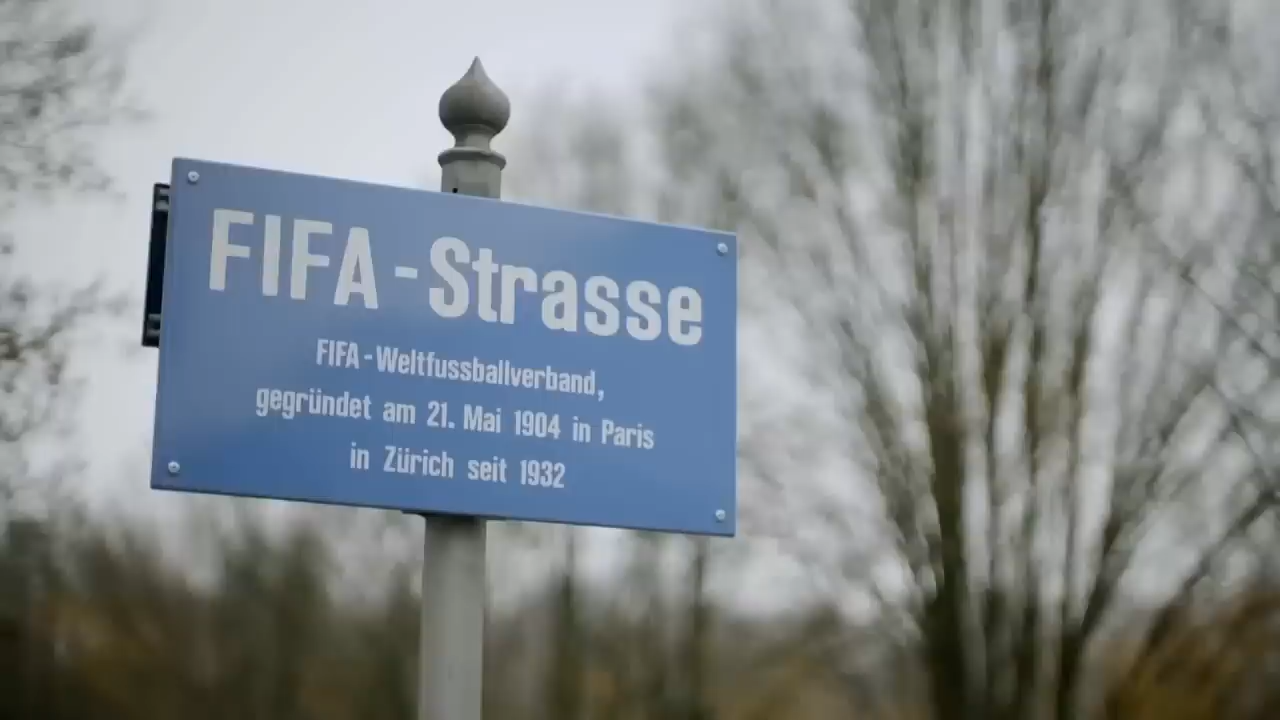 FIFA-Strasse
FIFA-Weltfussballverband,
gegründet am 21. Mai 1904 in Paris
in Zürich seit 1932